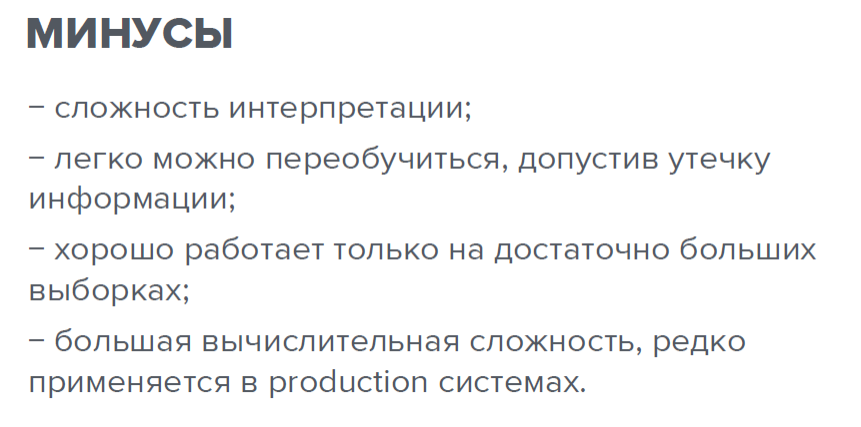 МИНУСЫ
− сложность интерпретации;
− легко можно переобучиться, допустив утечку
информации;
− хорошо работает только на достаточно больших
выборках;
− большая вычислительная сложность, редко
применяется в production системах.